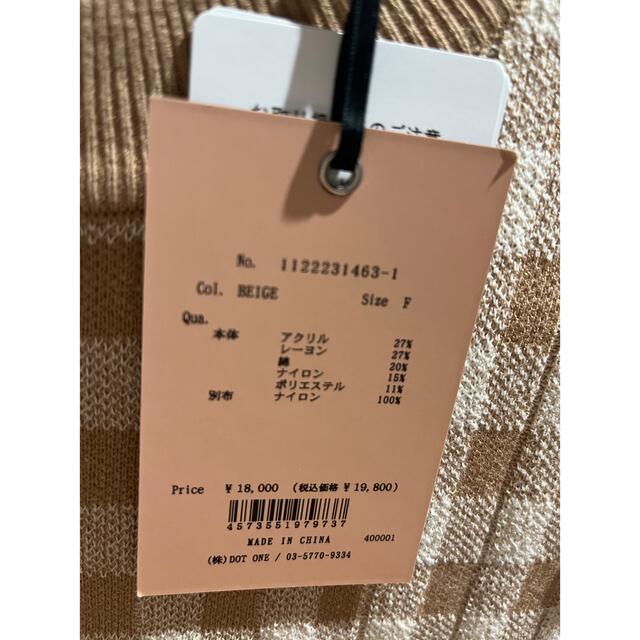 No. 1122231463-1
Col. BEIGE Size F
Qua.
本体 アクリル 27%
レーヨン 27%
綿 20%
ナイロン 15%
ポリエステル 11%
別布 ナイロン 100%
Price ¥ 18,000 (税込価格 ¥ 19,800)
4573551979737
MADE IN CHINA 400001
(株)DOT ONE / 03-5770-9334